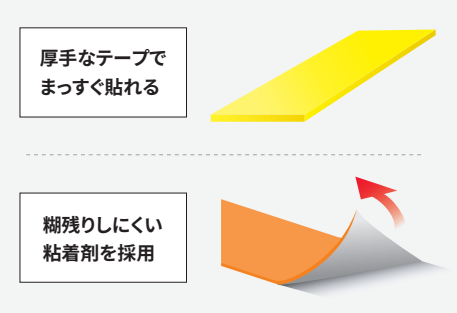 厚手なテープで
まっすぐ貼れる
糊残りしにくい
粘着剤を採用